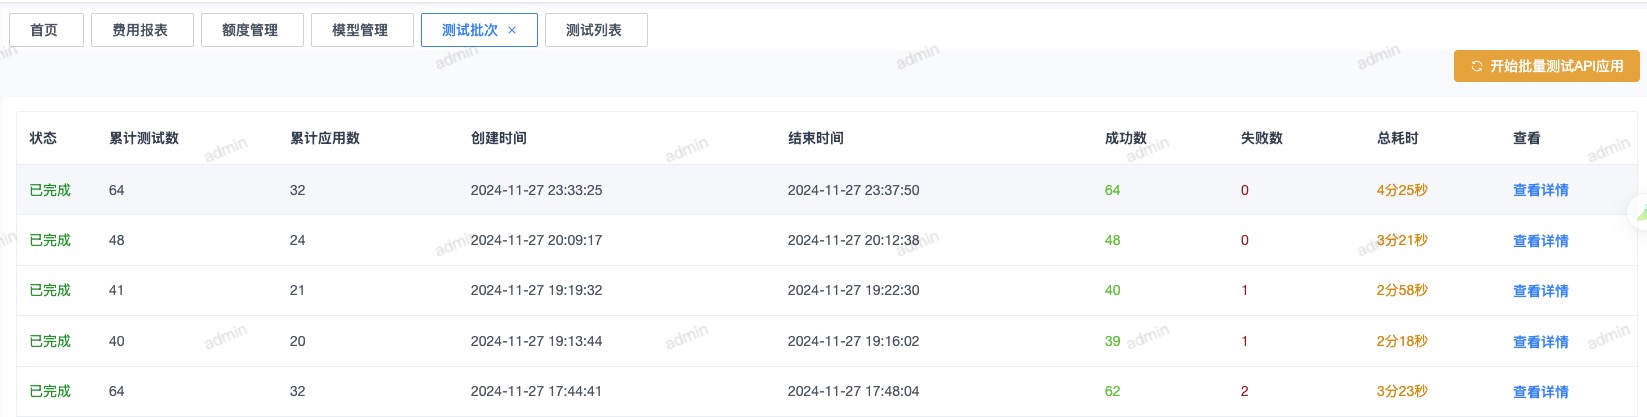 首页 费用报表 额度管理 模型管理 测试批次 × 测试列表
开始批量测试API应用
状态 累计测试数 累计应用数 创建时间 结束时间 成功数 失败数 总耗时 查看
已完成 64 32 2024-11-27 23:33:25 2024-11-27 23:37:50 64 0 4分25秒 查看详情
已完成 48 24 2024-11-27 20:09:17 2024-11-27 20:12:38 48 0 3分21秒 查看详情
已完成 41 21 2024-11-27 19:19:32 2024-11-27 19:22:30 40 1 2分58秒 查看详情
已完成 40 20 2024-11-27 19:13:44 2024-11-27 19:16:02 39 1 2分18秒 查看详情
已完成 64 32 2024-11-27 17:44:41 2024-11-27 17:48:04 62 2 3分23秒 查看详情
admin
admin
admin
admin
admin
admin
admin
admin
admin
admin
admin
admin
admin
admin